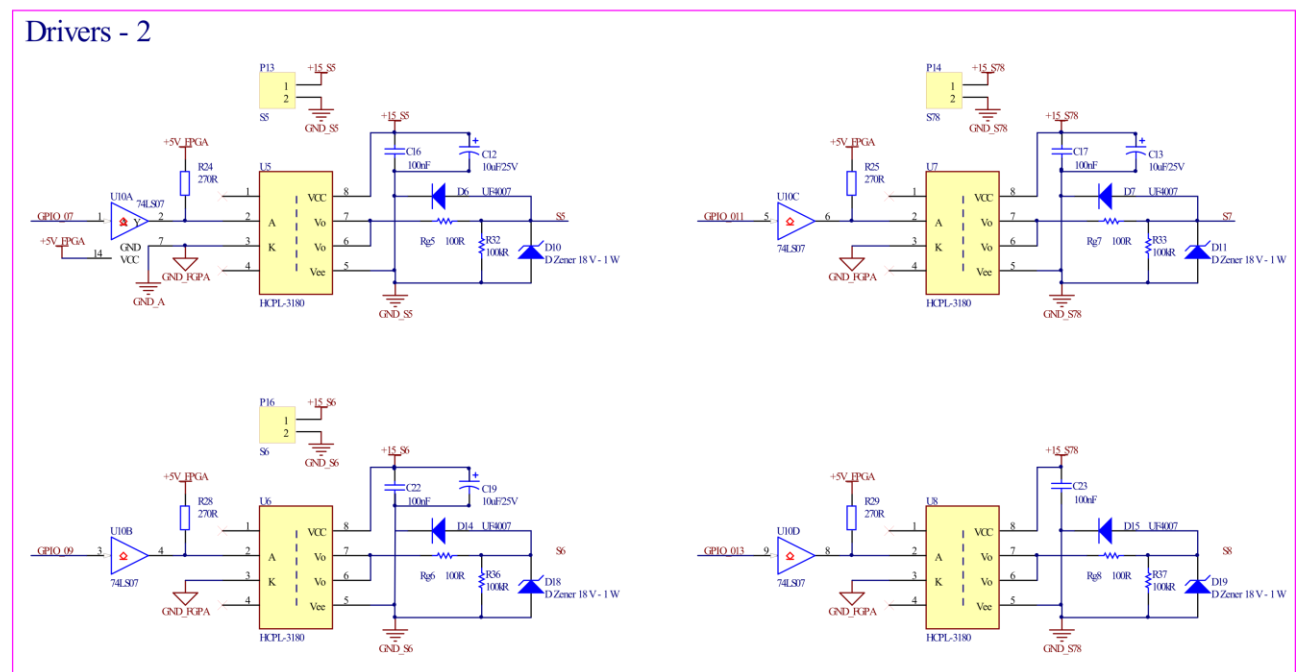 Drivers - 2
P13
1
2
S5
+15_S5
GND_S5
+5V_FPGA
R24
270R
U10A
74LS07
GPIO_07
1
A
Y
2
+5V_FPGA
14
GND
VCC
7
GND_A
GND_FGPA
U5
1
2
3
4
A
K
VCC
Vo
Vo
Vee
8
7
6
5
HCPL-3180
+15_S5
C16
100nF
C12
10uF/25V
D6
UF4007
Rg5
100R
R32
100kR
S5
D10
D Zener 18 V - 1 W
GND_S5
P14
1
2
S78
+15_S78
GND_S78
+5V_FPGA
R25
270R
U10C
74LS07
GPIO_011
5
6
GND_FGPA
U7
1
2
3
4
A
K
VCC
Vo
Vo
Vee
8
7
6
5
HCPL-3180
+15_S78
C17
100nF
C13
10uF/25V
D7
UF4007
Rg7
100R
R33
100kR
S7
D11
D Zener 18 V - 1 W
GND_S78
P16
1
2
S6
+15_S6
GND_S6
+5V_FPGA
R28
270R
U10B
74LS07
GPIO_09
3
4
GND_FGPA
U6
1
2
3
4
A
K
VCC
Vo
Vo
Vee
8
7
6
5
HCPL-3180
+15_S6
C22
100nF
C19
10uF/25V
D14
UF4007
Rg6
100R
R36
100kR
S6
D18
D Zener 18 V - 1 W
GND_S6
+5V_FPGA
R29
270R
U10D
74LS07
GPIO_013
9
8
GND_FGPA
U8
1
2
3
4
A
K
VCC
Vo
Vo
Vee
8
7
6
5
HCPL-3180
+15_S78
C23
100nF
D15
UF4007
Rg8
100R
R37
100kR
S8
D19
D Zener 18 V - 1 W
GND_S78